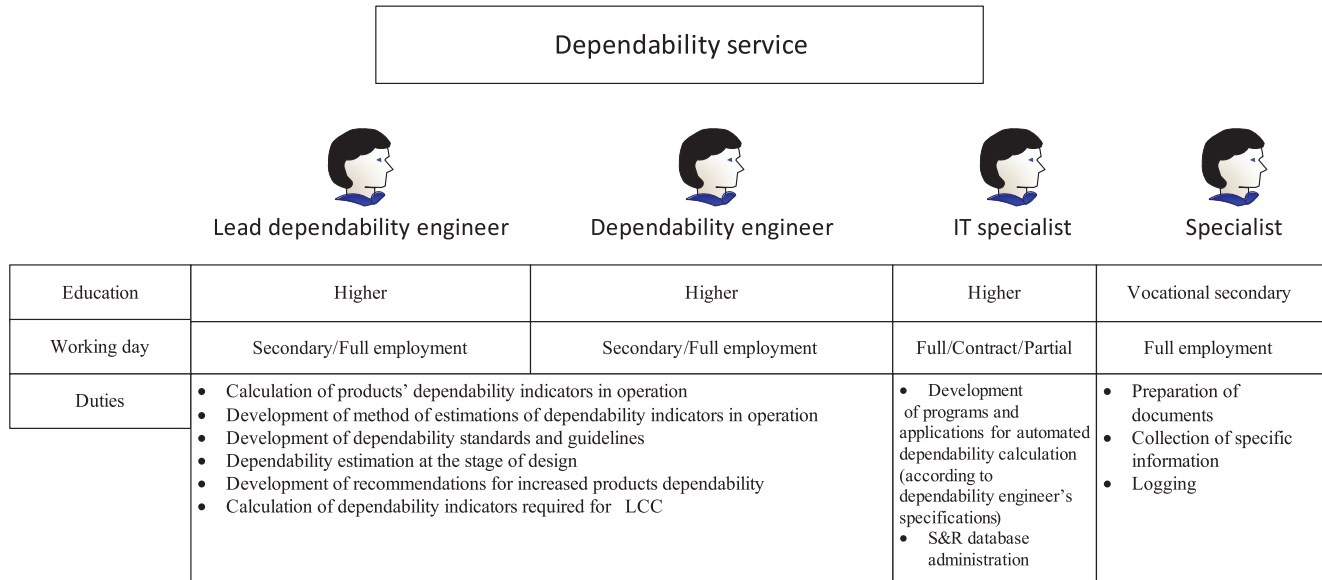 Dependability service
Lead dependability engineer
Dependability engineer
IT specialist
Specialist
Education
Higher
Higher
Higher
Vocational secondary
Working day
Secondary/Full employment
Secondary/Full employment
Full/Contract/Partial
Full employment
Duties
• Calculation of products’ dependability indicators in operation
• Development of method of estimations of dependability indicators in operation
• Development of dependability standards and guidelines
• Dependability estimation at the stage of design
• Development of recommendations for increased products dependability
• Calculation of dependability indicators required for LCC
• Development
of programs and
applications for automated
dependability calculation
(according to
dependability engineer’s
specifications)
• S&R database
administration
• Preparation of
documents
• Collection of specific
information
• Logging